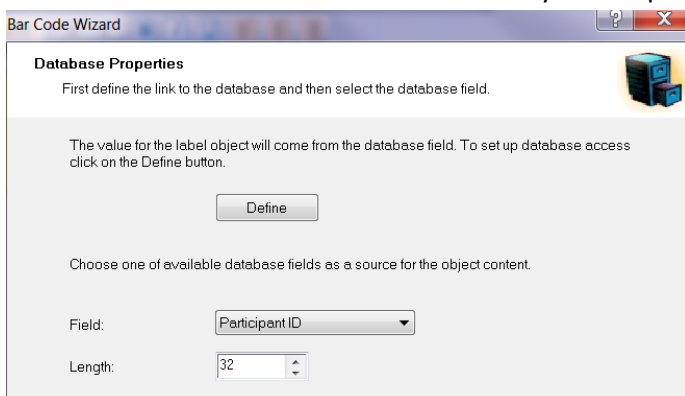 Bar Code Wizard
Database Properties
First define the link to the database and then select the database field.
The value for the label object will come from the database field. To set up database access
click on the Define button.
Define
Choose one of available database fields as a source for the object content.
Field: Participant ID
Length: 32